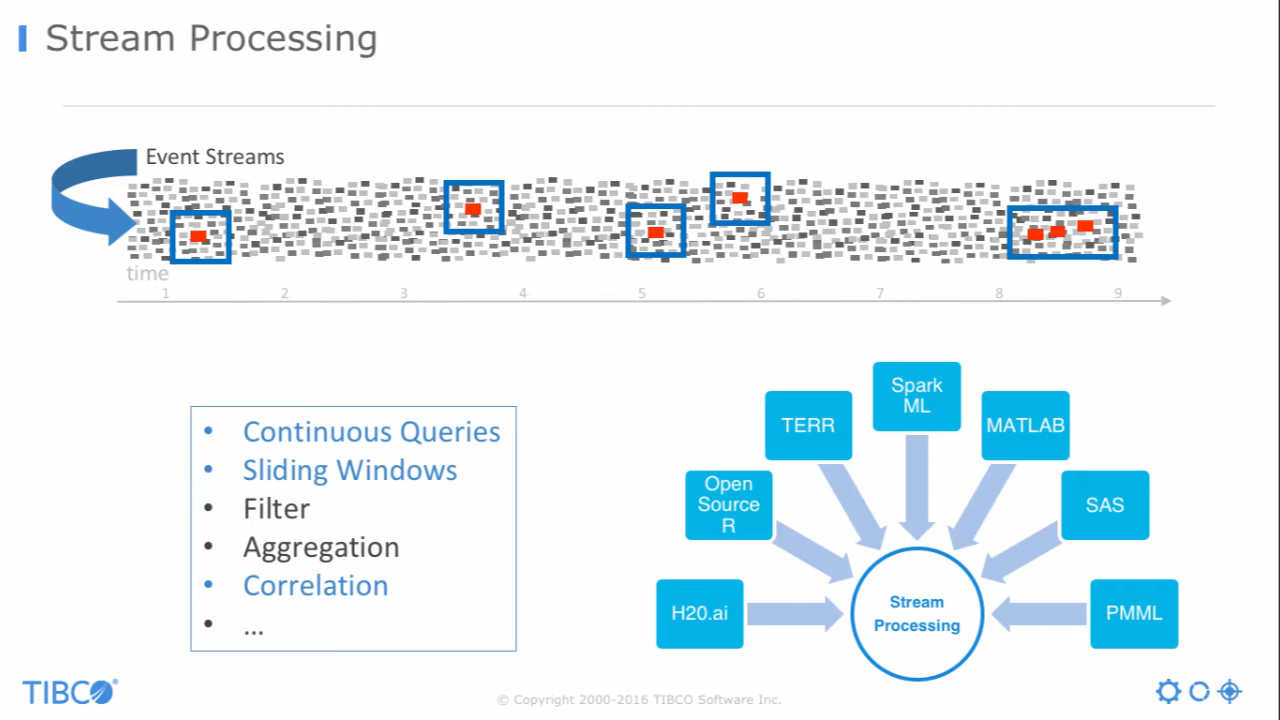 Stream Processing
Event Streams
time
1 2 3 4 5 6 7 8 9
• Continuous Queries
• Sliding Windows
• Filter
• Aggregation
• Correlation
• ...
Spark
ML
TERR
MATLAB
Open
Source
R
SAS
H20.ai
Stream
Processing
PMML
TIBCO®
© Copyright 2000-2016 TIBCO Software Inc.